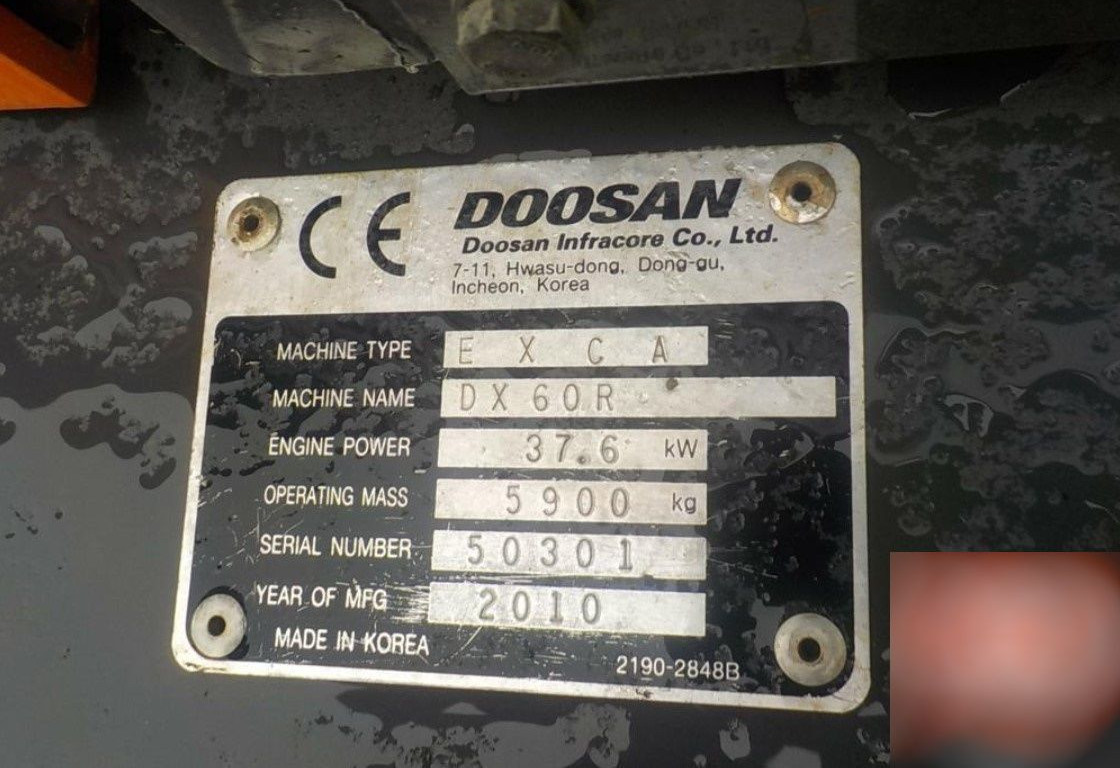 CE DOOSAN
Doosan Infracore Co., Ltd.
7-11, Hwasu-dong, Dong-gu,
Incheon, Korea
MACHINE TYPE EXCA
MACHINE NAME DX60R
ENGINE POWER 37.6 kW
OPERATING MASS 5900 kg
SERIAL NUMBER 50301
YEAR OF MFG 2010
MADE IN KOREA
2190-2848B